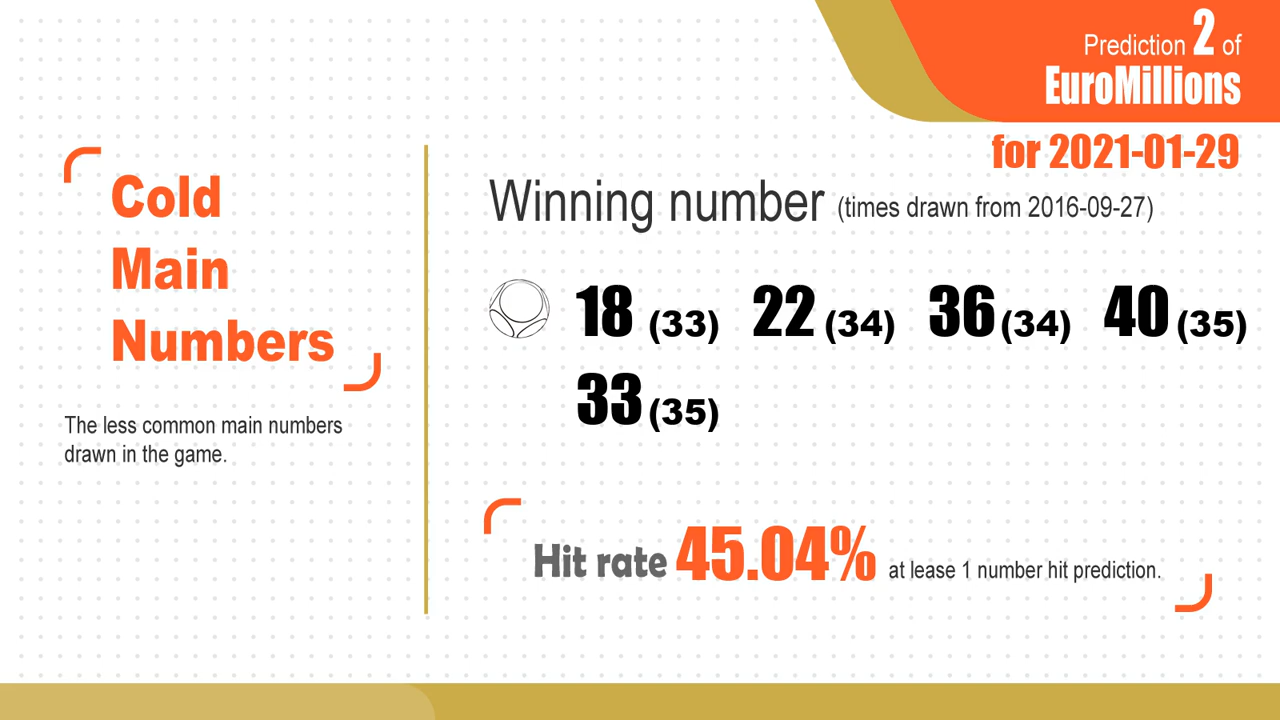 Prediction 2 of
EuroMillions
for 2021-01-29
Cold
Main
Numbers
The less common main numbers
drawn in the game.
Winning number (times drawn from 2016-09-27)
18 (33) 22 (34) 36 (34) 40 (35)
33 (35)
Hit rate 45.04% at lease 1 number hit prediction.